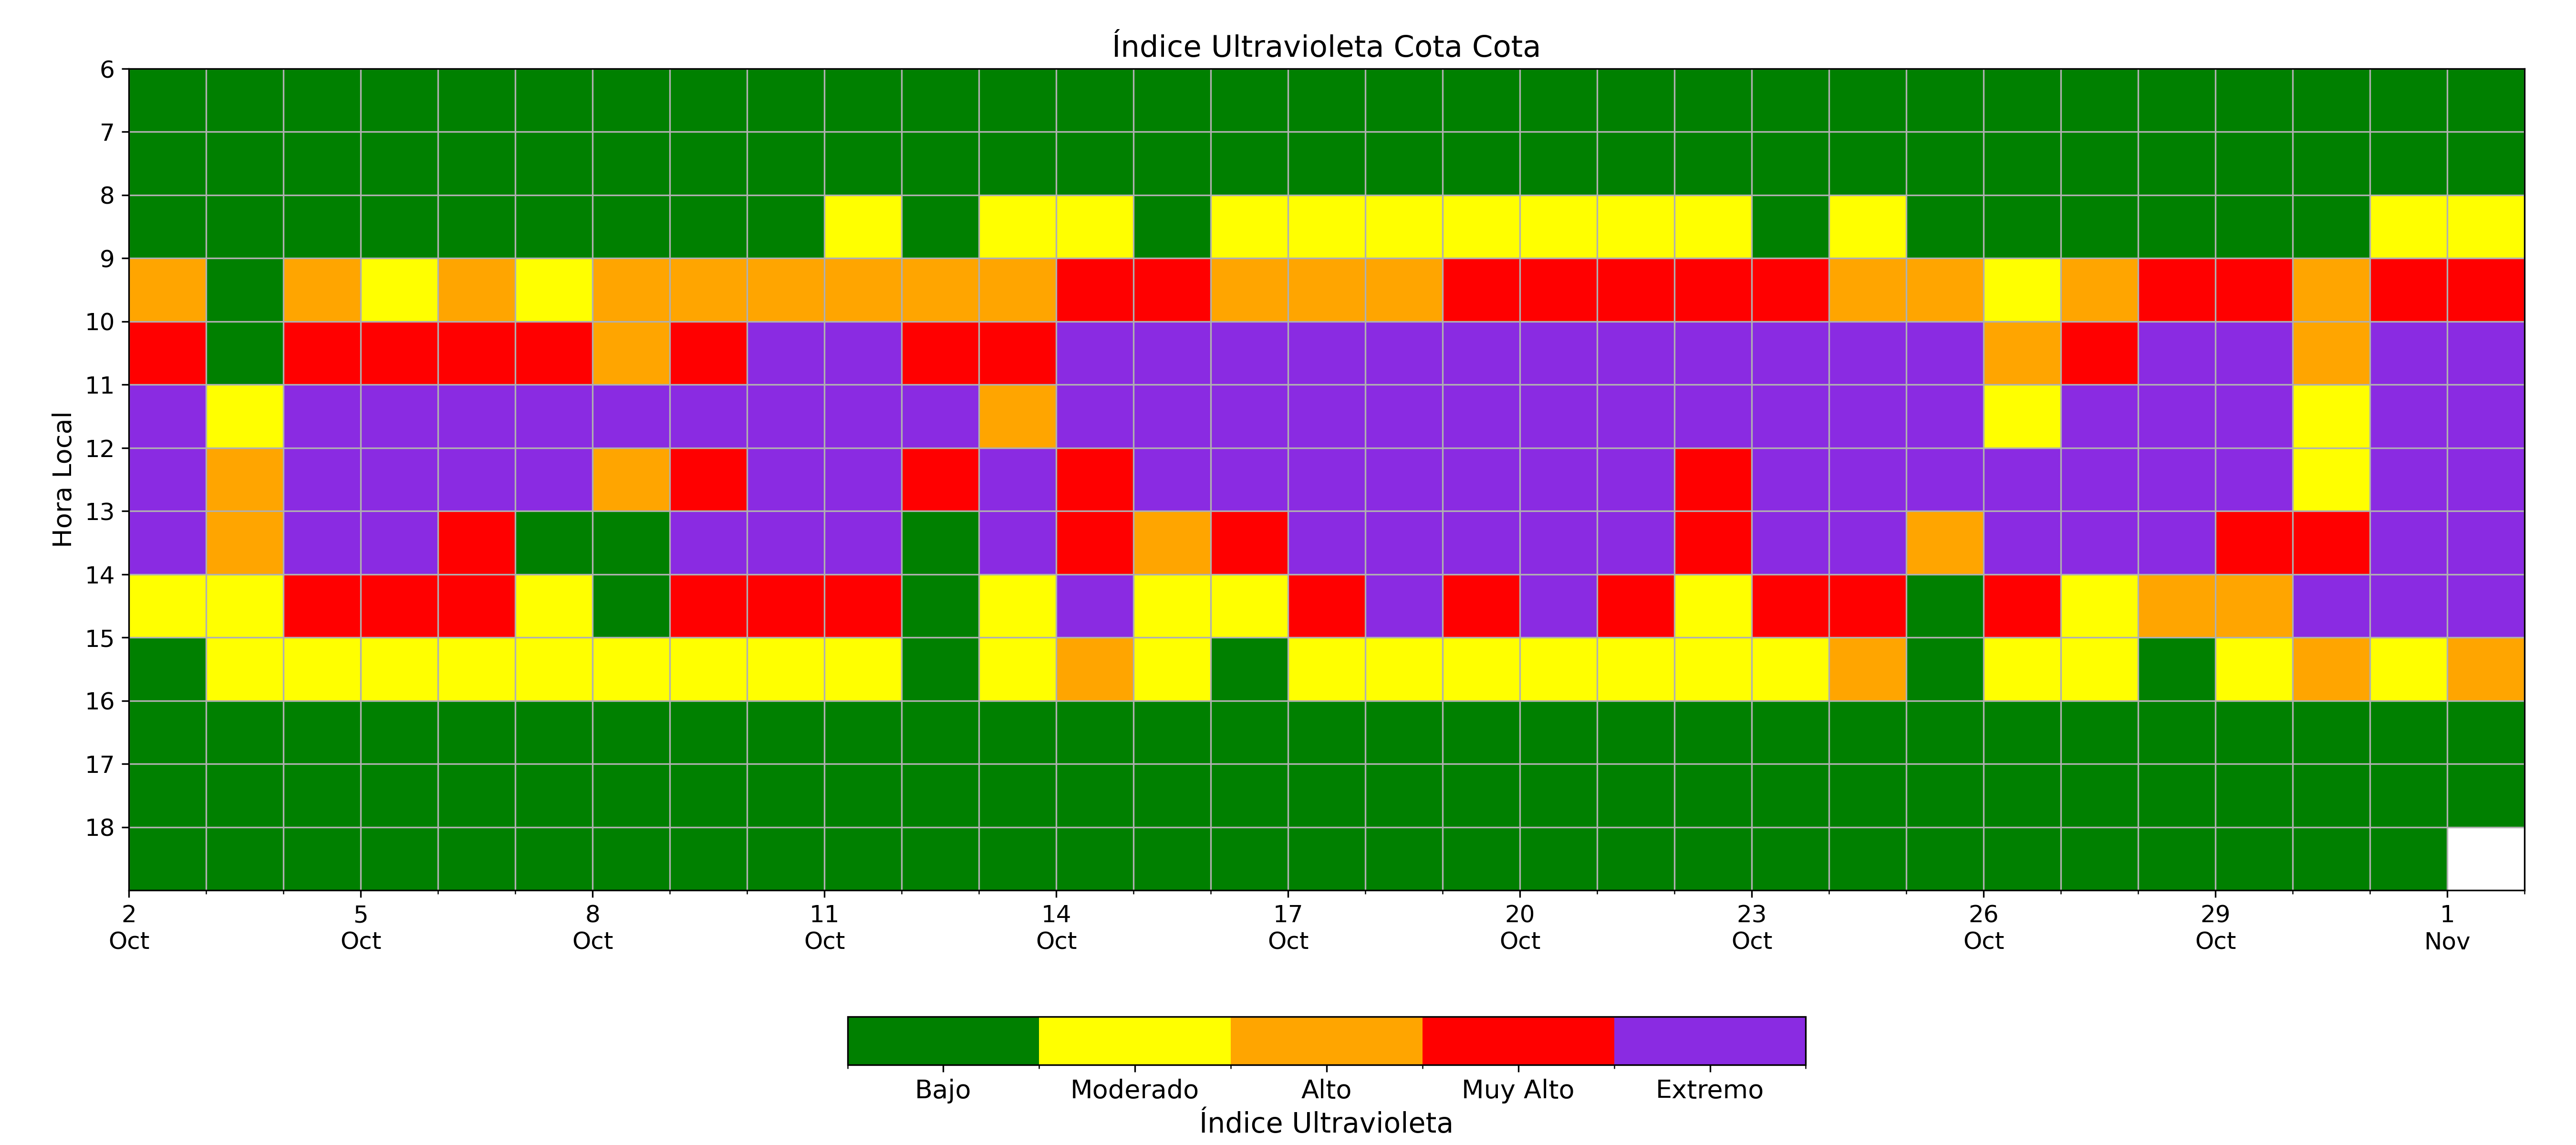 Índice Ultravioleta Cota Cota
6
7
8
9
10
11
12
13
14
15
16
17
18
Hora Local
2 5 8 11 14 17 20 23 26 29 1
Oct Oct Oct Oct Oct Oct Oct Oct Oct Oct Nov
Bajo Moderado Alto Muy Alto Extremo
Índice Ultravioleta